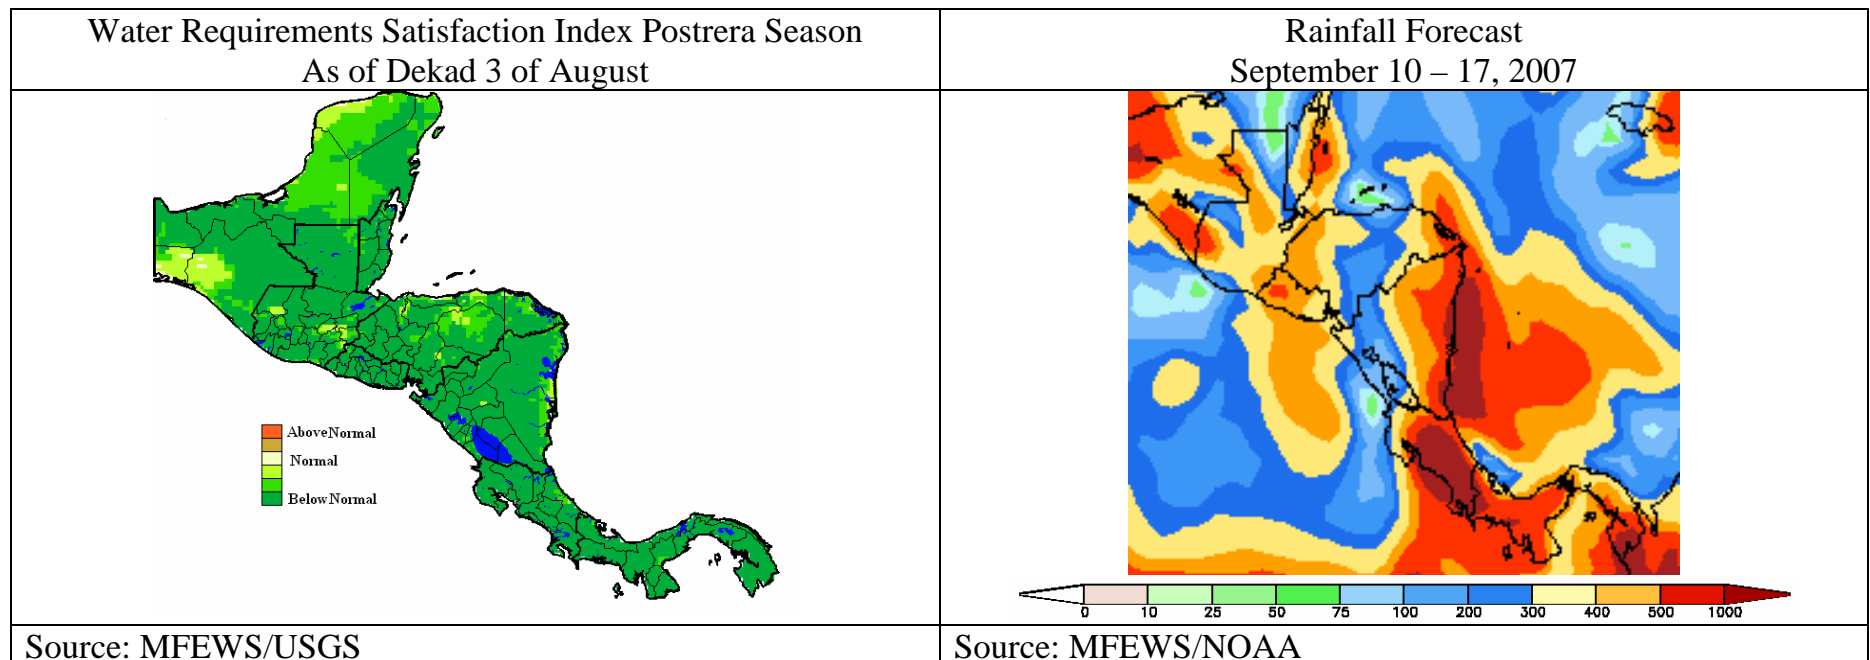 Water Requirements Satisfaction Index Postrera Season
As of Dekad 3 of August
Rainfall Forecast
September 10 – 17, 2007
Above Normal
Normal
Below Normal
0 10 25 50 75 100 200 300 400 500 1000
Source: MFEWS/USGS
Source: MFEWS/NOAA